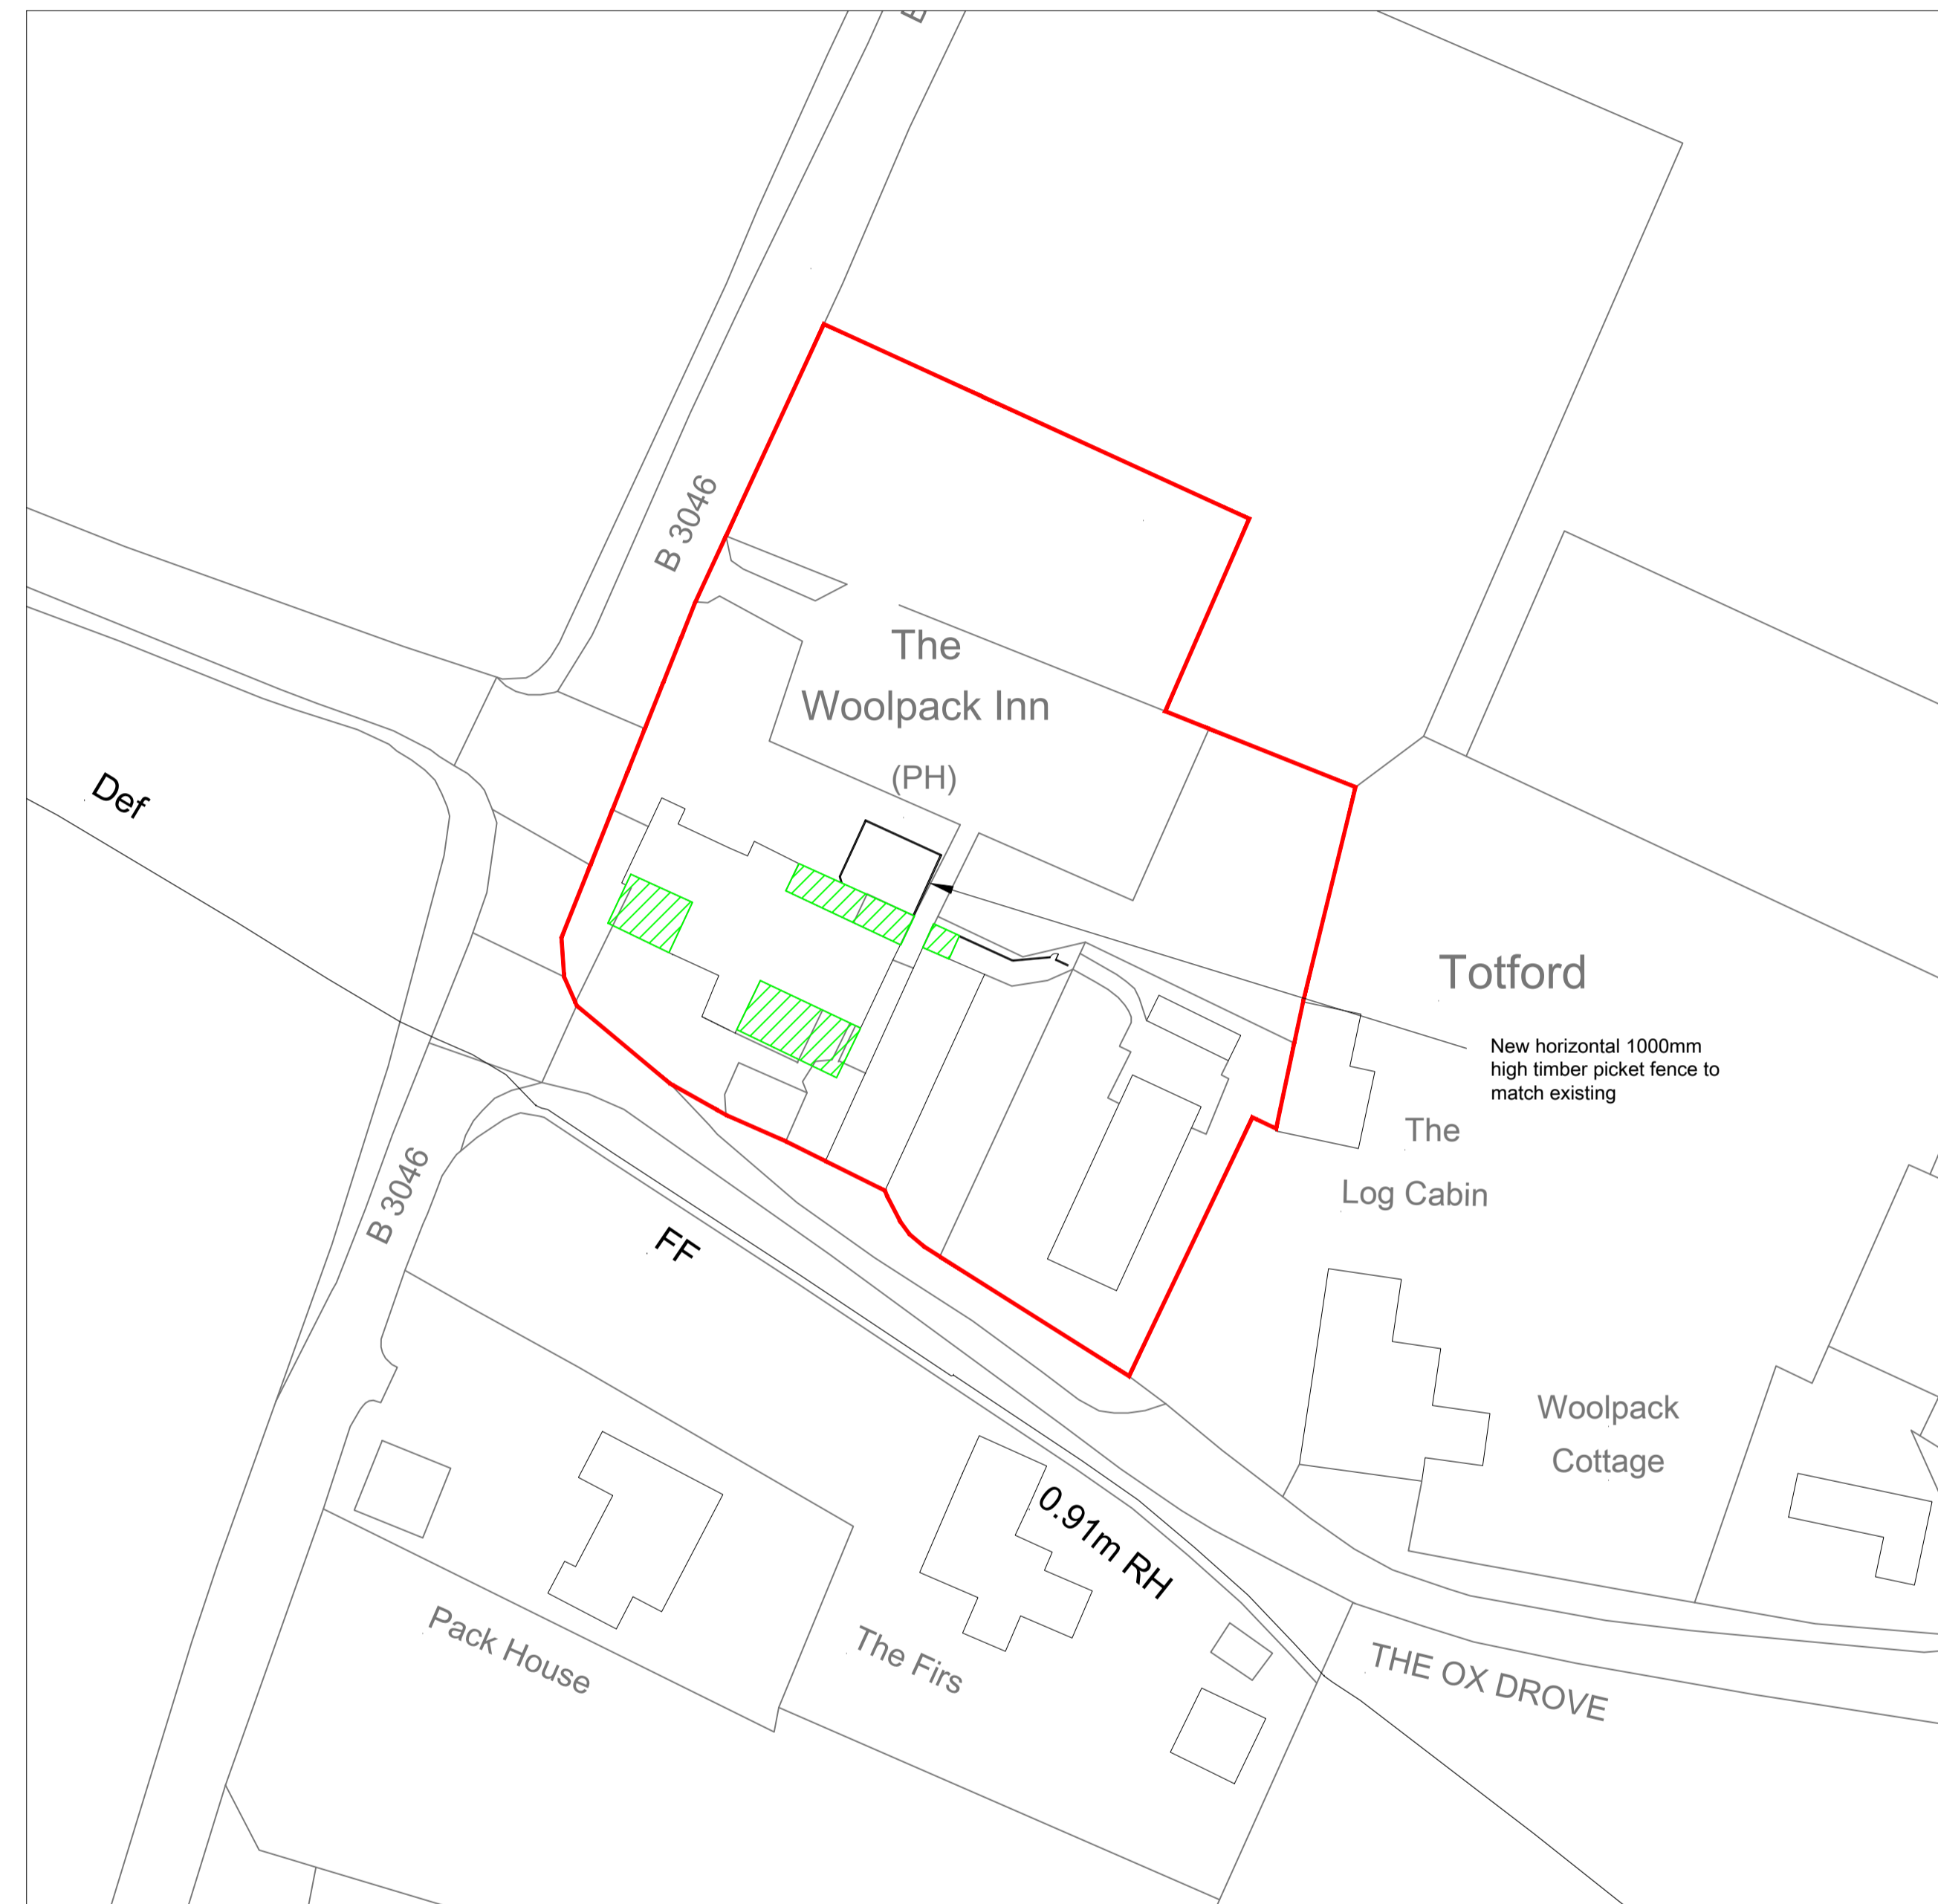 B 3046
The
Woolpack Inn
(PH)
Def
Totford
New horizontal 1000mm
high timber picket fence to
match existing
The
Log Cabin
B 3046
FF
Woolpack
Cottage
0.91m RH
Pack House
The Firs
THE OX DROVE